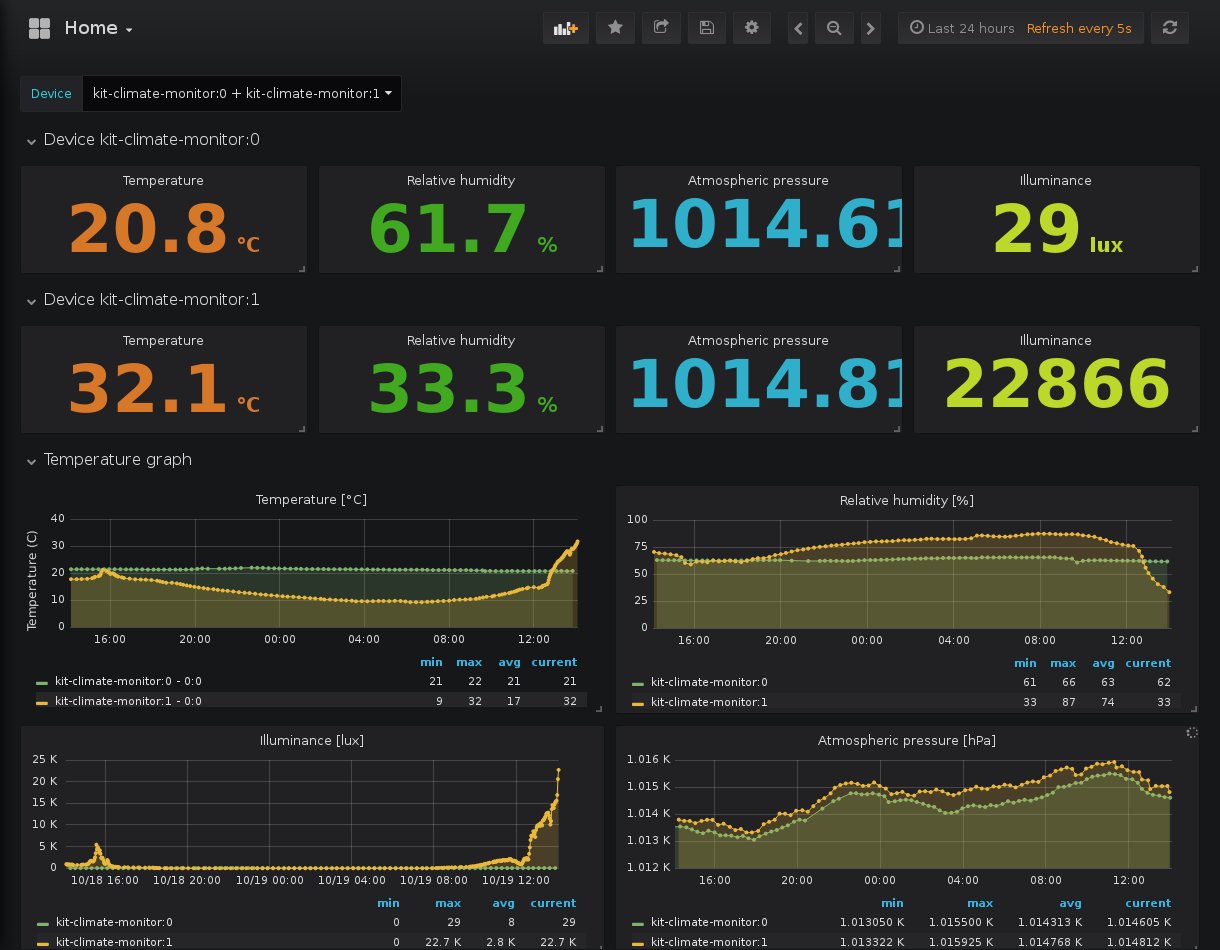 Home
Last 24 hours Refresh every 5s
Device kit-climate-monitor:0 + kit-climate-monitor:1
Device kit-climate-monitor:0
Temperature Relative humidity Atmospheric pressure Illuminance
20.8 °C 61.7 % 1014.61 29 lux
Device kit-climate-monitor:1
Temperature Relative humidity Atmospheric pressure Illuminance
32.1 °C 33.3 % 1014.81 22866
Temperature graph
Temperature [°C]
Temperature (C)
40
30
20
10
0
16:00 20:00 00:00 04:00 08:00 12:00
min max avg current
kit-climate-monitor:0 - 0:0 21 22 21 21
kit-climate-monitor:1 - 0:0 9 32 17 32
Relative humidity [%]
100
75
50
25
0
16:00 20:00 00:00 04:00 08:00 12:00
min max avg current
kit-climate-monitor:0 61 66 63 62
kit-climate-monitor:1 33 87 74 33
Illuminance [lux]
25 K
20 K
15 K
10 K
5 K
0
10/18 16:00 10/18 20:00 10/19 00:00 10/19 04:00 10/19 08:00 10/19 12:00
min max avg current
kit-climate-monitor:0 0 29 8 29
kit-climate-monitor:1 0 22.7 K 2.8 K 22.7 K
Atmospheric pressure [hPa]
1.016 K
1.015 K
1.014 K
1.013 K
1.012 K
16:00 20:00 00:00 04:00 08:00 12:00
min max avg current
kit-climate-monitor:0 1.013050 K 1.015500 K 1.014313 K 1.014605 K
kit-climate-monitor:1 1.013322 K 1.015925 K 1.014768 K 1.014812 K